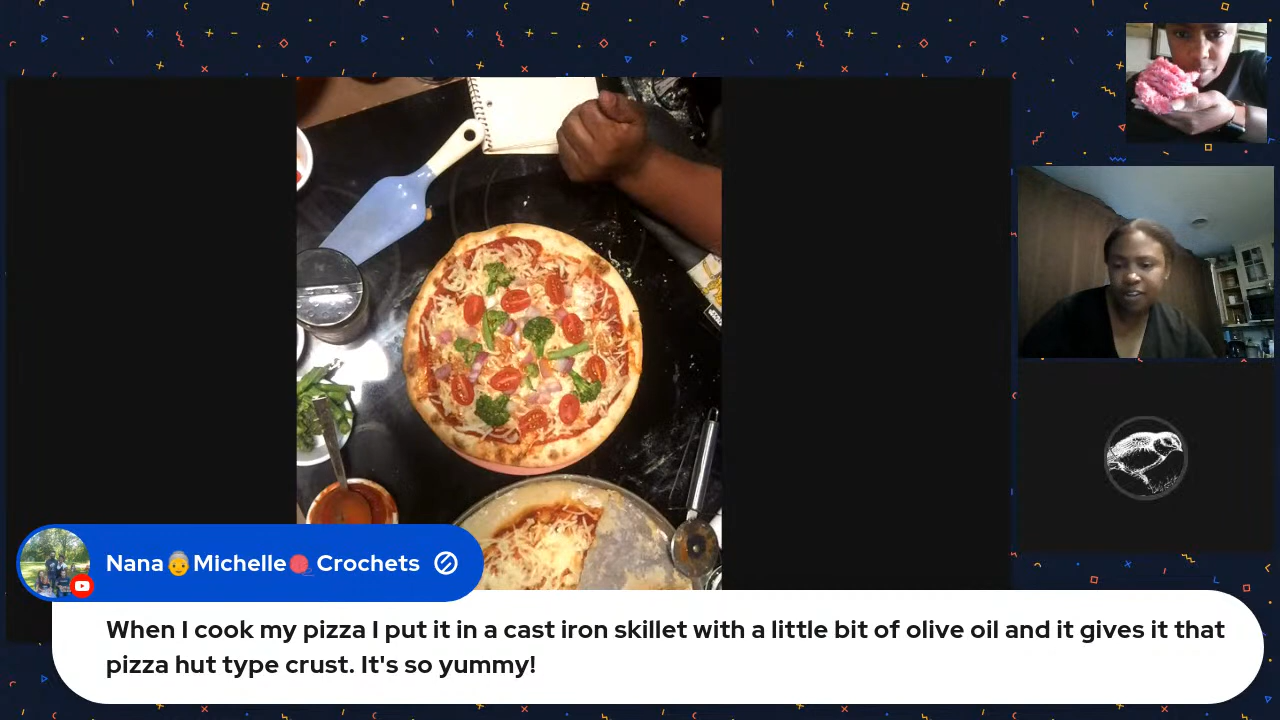 Nana👵Michelle🧶Crochets
When I cook my pizza I put it in a cast iron skillet with a little bit of olive oil and it gives it that
pizza hut type crust. It's so yummy!